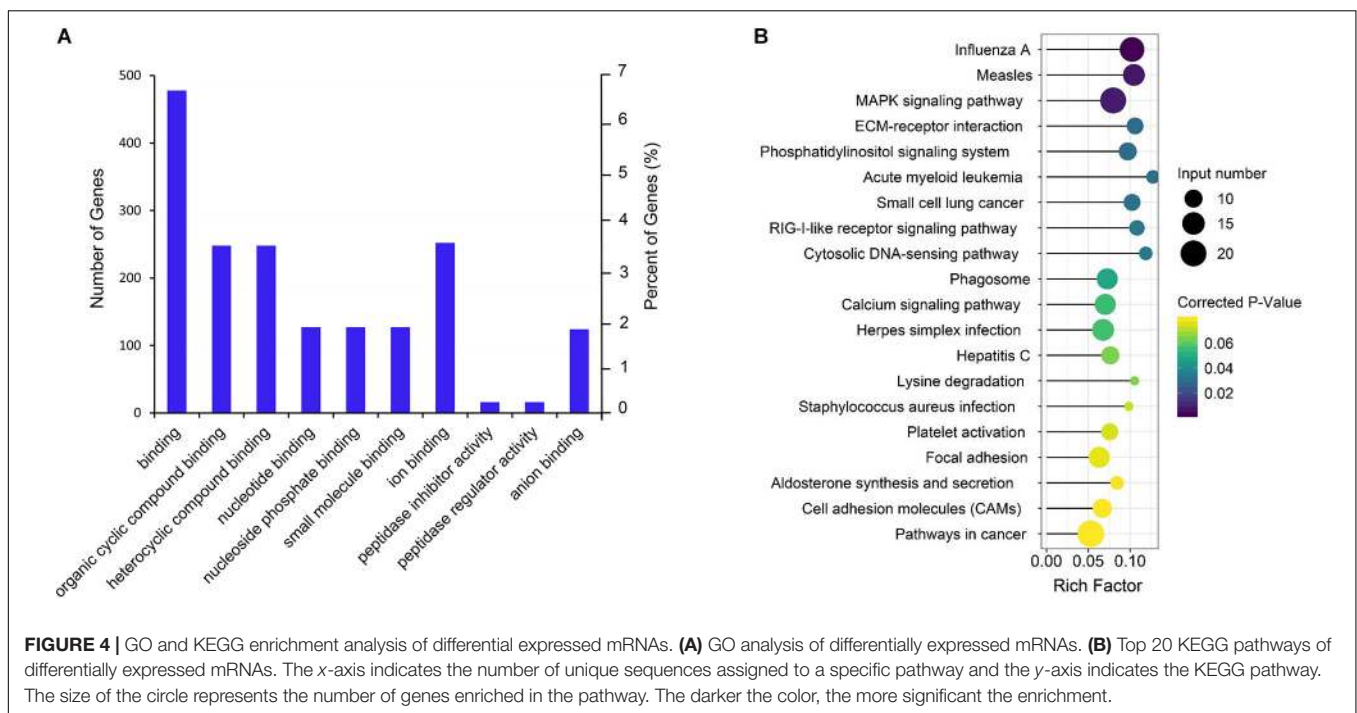 A
Number of Genes
500
400
300
200
100
0
7
6
5
4
3
2
1
0
Percent of Genes (%)
binding
organic cyclic compound binding
heterocyclic compound binding
nucleotide binding
nucleoside phosphate binding
small molecule binding
ion binding
peptidase inhibitor activity
peptidase regulator activity
anion binding
B
Influenza A
Measles
MAPK signaling pathway
ECM-receptor interaction
Phosphatidylinositol signaling system
Acute myeloid leukemia
Small cell lung cancer
RIG-I-like receptor signaling pathway
Cytosolic DNA-sensing pathway
Phagosome
Calcium signaling pathway
Herpes simplex infection
Hepatitis C
Lysine degradation
Staphylococcus aureus infection
Platelet activation
Focal adhesion
Aldosterone synthesis and secretion
Cell adhesion molecules (CAMs)
Pathways in cancer
0.00 0.05 0.10
Rich Factor
Input number
10
15
20
Corrected P-Value
0.06
0.04
0.02
FIGURE 4 | GO and KEGG enrichment analysis of differential expressed mRNAs. (A) GO analysis of differentially expressed mRNAs. (B) Top 20 KEGG pathways of
differentially expressed mRNAs. The x-axis indicates the number of unique sequences assigned to a specific pathway and the y-axis indicates the KEGG pathway.
The size of the circle represents the number of genes enriched in the pathway. The darker the color, the more significant the enrichment.